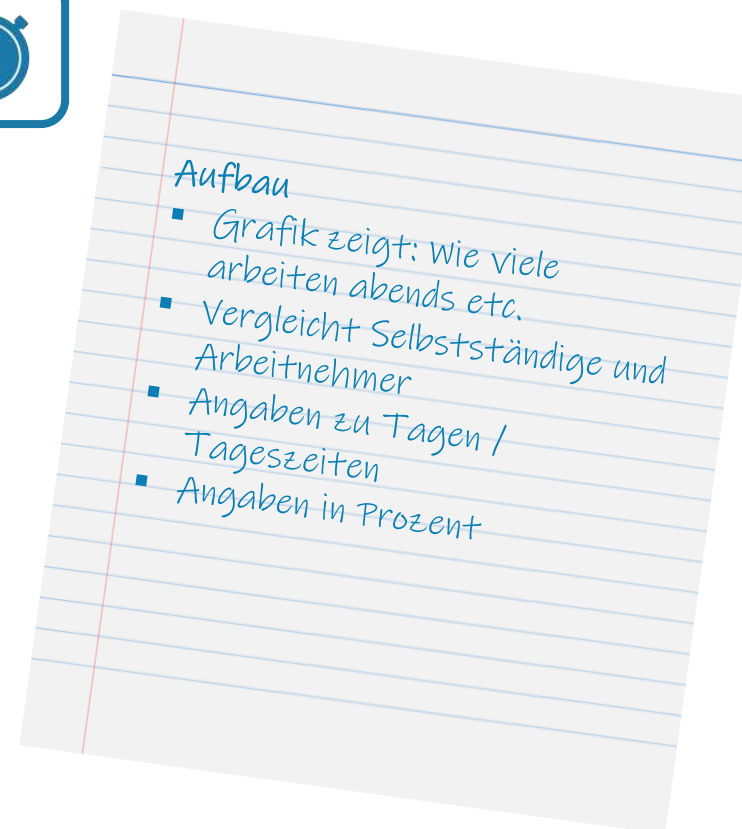 Aufbau
▪ Grafik zeigt: Wie viele
arbeiten abends etc.
▪ Vergleicht Selbstständige und
Arbeitnehmer
▪ Angaben zu Tagen /
Tageszeiten
▪ Angaben in Prozent